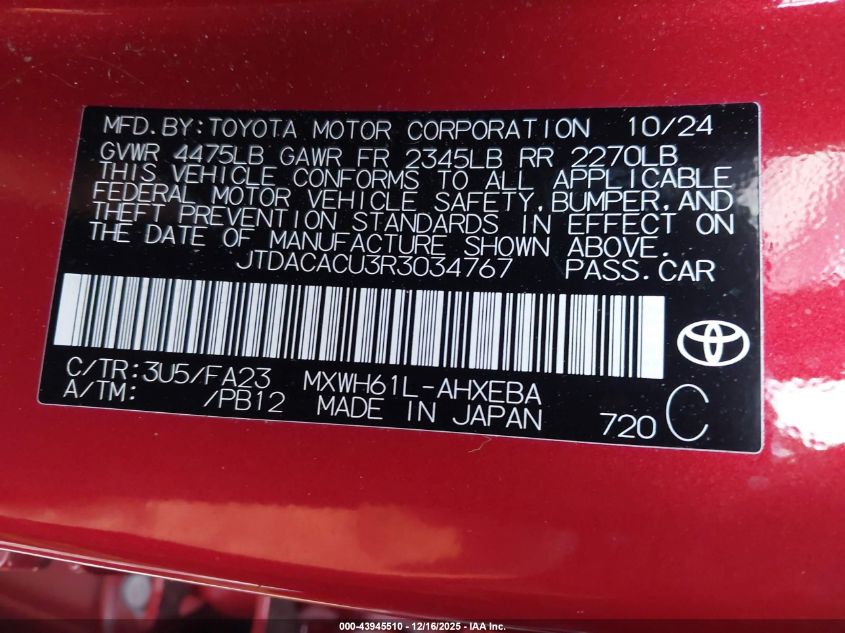 MFD.BY:TOYOTA MOTOR CORPORATION 10/24
GVWR 4475LB GAWR FR 2345LB RR 2270LB
THIS VEHICLE CONFORMS TO ALL APPLICABLE
FEDERAL MOTOR VEHICLE SAFETY,BUMPER,AND
THEFT PREVENTION STANDARDS IN EFFECT ON
THE DATE OF MANUFACTURE SHOWN ABOVE.
JTDACACU3R3034767 PASS.CAR
C/TR:3U5/FA23 MXWH61L-AHXEBA
A/TM: /PB12 MADE IN JAPAN 720 C
000-43945510 - 12/16/2025 - IAA Inc.